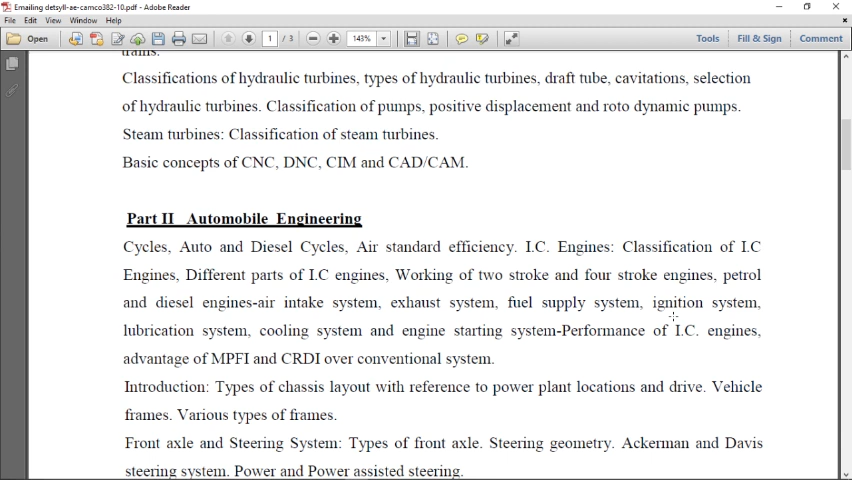 Emailing detsyll-ae-camco382-10.pdf - Adobe Reader
File Edit View Window Help
Open 1 / 3 143% Tools Fill & Sign Comment
trains.
Classifications of hydraulic turbines, types of hydraulic turbines, draft tube, cavitations, selection
of hydraulic turbines. Classification of pumps, positive displacement and roto dynamic pumps.
Steam turbines: Classification of steam turbines.
Basic concepts of CNC, DNC, CIM and CAD/CAM.
Part II Automobile Engineering
Cycles, Auto and Diesel Cycles, Air standard efficiency. I.C. Engines: Classification of I.C
Engines, Different parts of I.C engines, Working of two stroke and four stroke engines, petrol
and diesel engines-air intake system, exhaust system, fuel supply system, ignition system,
lubrication system, cooling system and engine starting system-Performance of I.C. engines,
advantage of MPFI and CRDI over conventional system.
Introduction: Types of chassis layout with reference to power plant locations and drive. Vehicle
frames. Various types of frames.
Front axle and Steering System: Types of front axle. Steering geometry. Ackerman and Davis
steering system. Power and Power assisted steering.